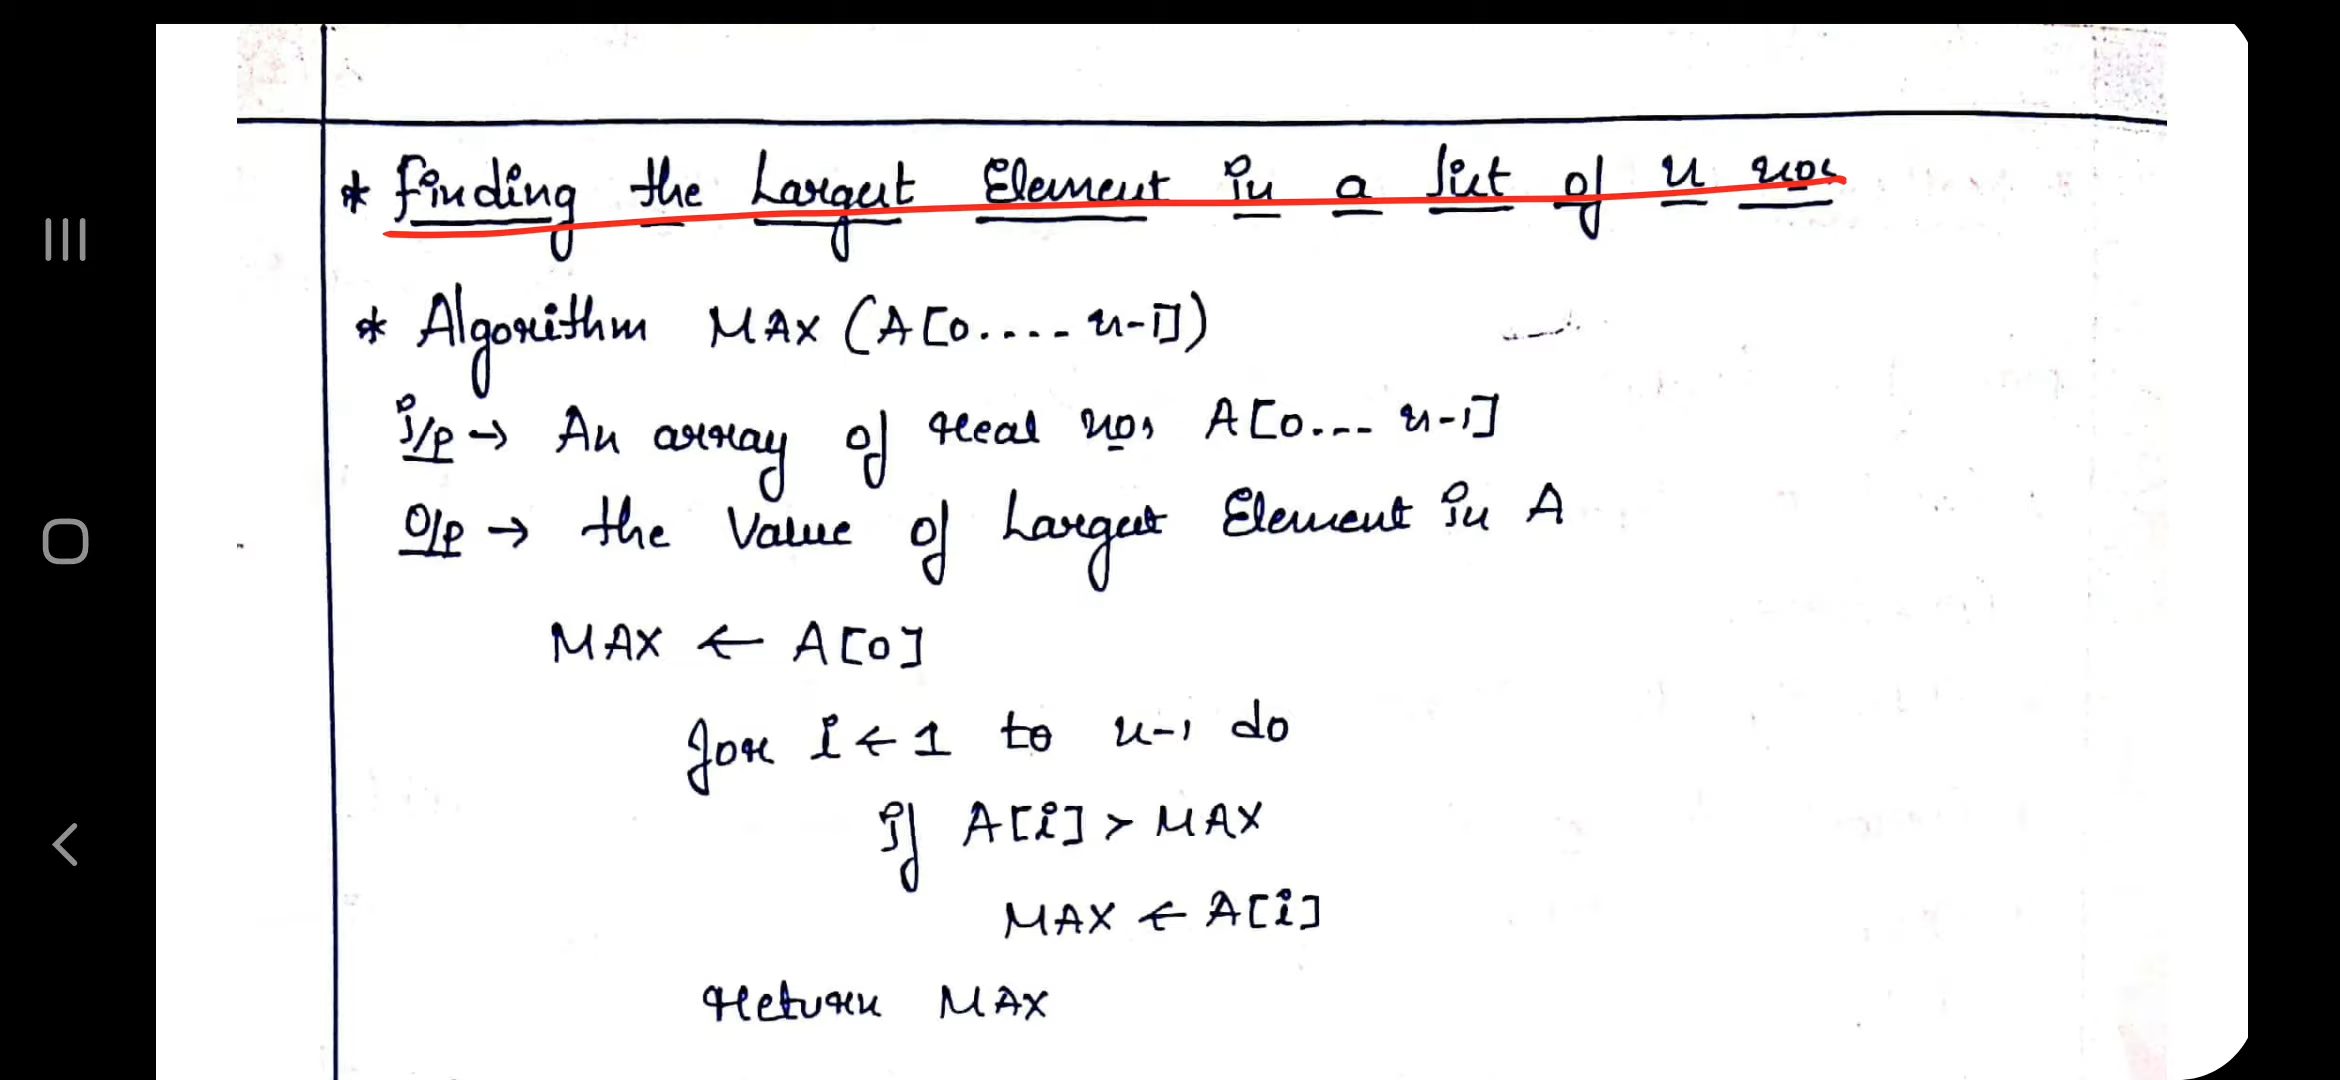 * Finding the Largest Element in a list of n nos
* Algorithm MAX (A[0.... n-1])
i/p → An array of real nos A[0... n-1]
O/p → the Value of Largest Element in A
MAX ← A[0]
for i ← 1 to n-1 do
if A[i] > MAX
MAX ← A[i]
return MAX